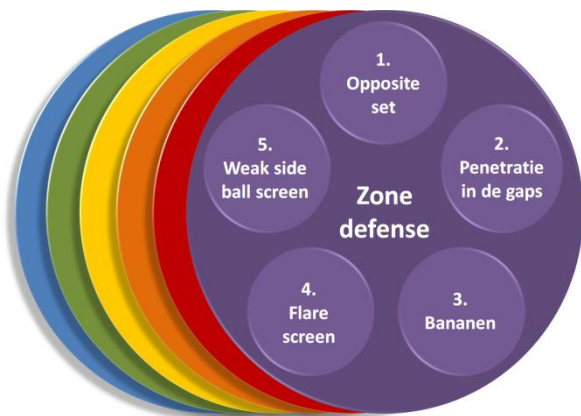 1.
Opposite
set
2.
Penetratie
in de gaps
3.
Bananen
4.
Flare
screen
5.
Weak side
ball screen
Zone
defense